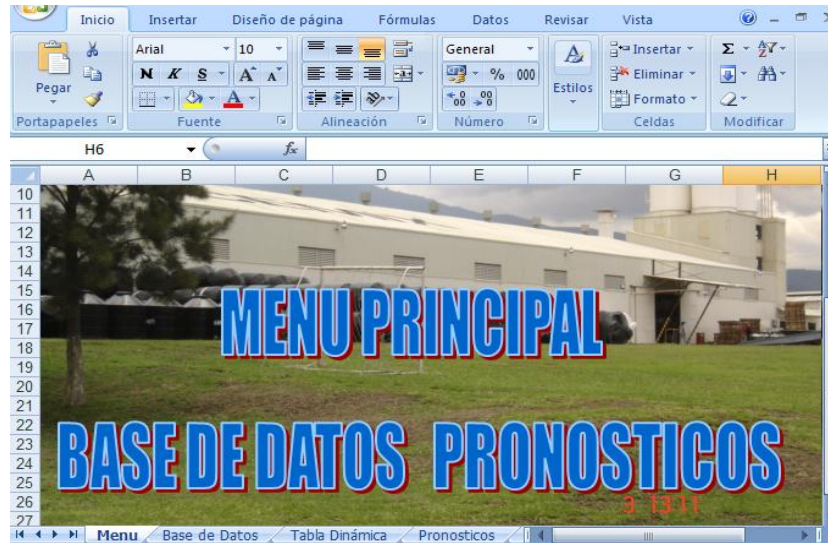 Inicio Insertar Diseño de página Fórmulas Datos Revisar Vista
Arial 10 General Insertar Σ
Pegar N K S A A % 000 Estilos Eliminar
Formato
Portapapeles Fuente Alineación Número Celdas Modificar
H6 fx
A B C D E F G H
10
11
12
13
14
15
16
17
18
19
20
21
22
23
24
25
26
27
MENU PRINCIPAL
BASE DE DATOS PRONOSTICOS
Menu Base de Datos Tabla Dinámica Pronosticos